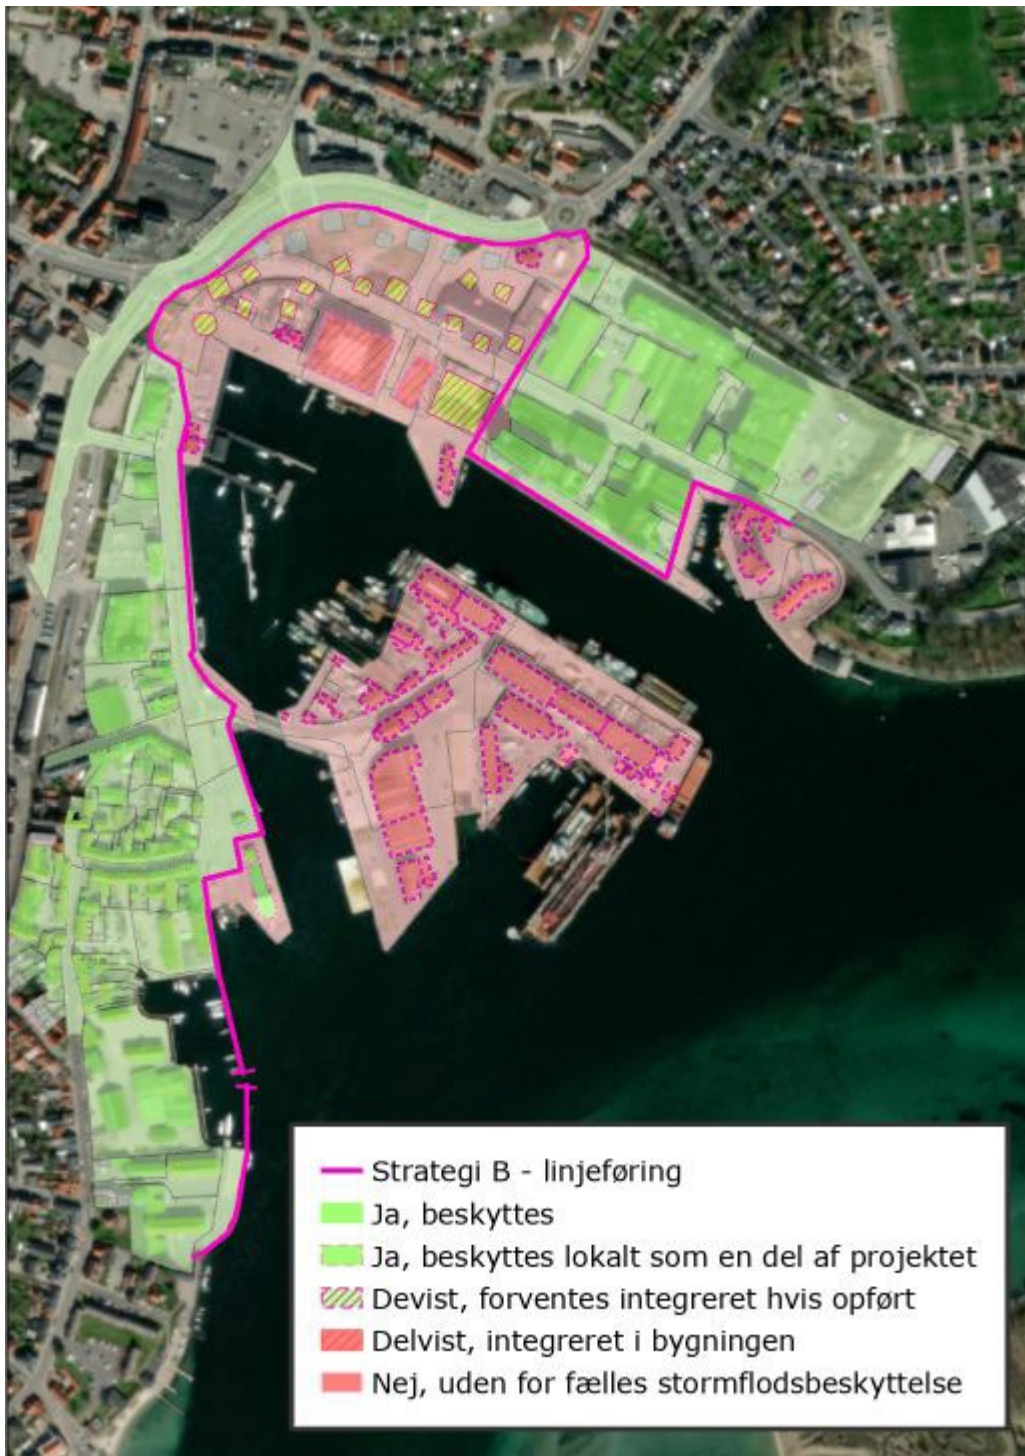 Strategi B - linjeføring
Ja, beskyttes
Ja, beskyttes lokalt som en del af projektet
Devist, forventes integreret hvis opført
Delvist, integreret i bygningen
Nej, uden for fælles stormflodsbeskyttelse